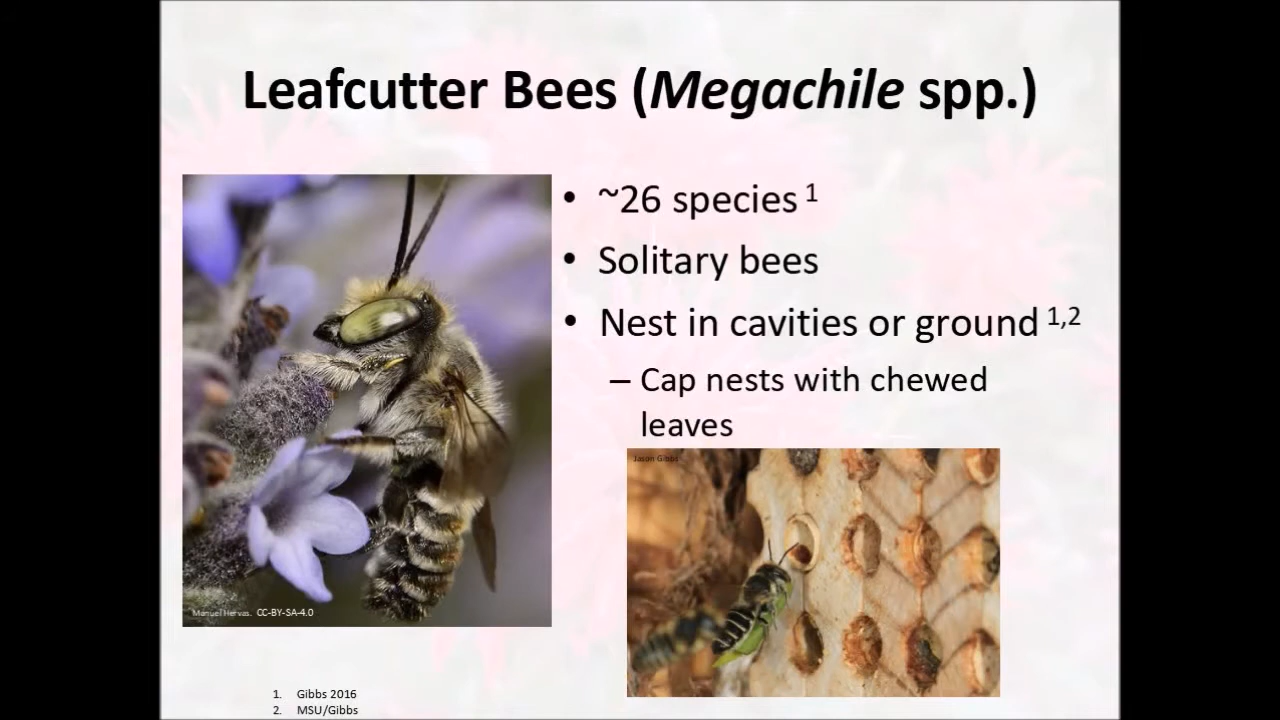 Leafcutter Bees (Megachile spp.)
• ~26 species 1
• Solitary bees
• Nest in cavities or ground 1,2
– Cap nests with chewed
leaves
Jason Gibbs
Manuel Hervas. CC-BY-SA-4.0
1. Gibbs 2016
2. MSU/Gibbs